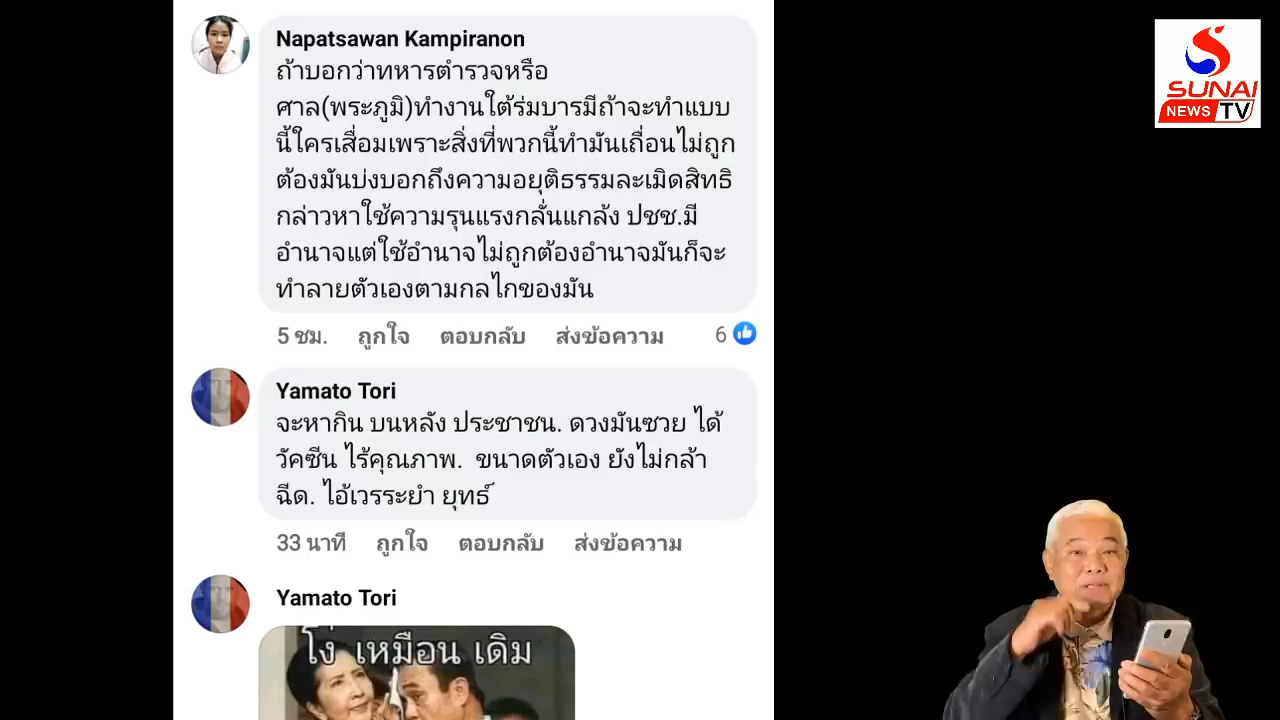 SUNAI
NEWS TV
Napatsawan Kampiranon
ถ้าบอกว่าทหารตำรวจหรือ
ศาล(พระภูมิ)ทำงานใต้ร่มบารมีถ้าจะทำแบบ
นี้ใครเสื่อมเพราะสิ่งที่พวกนี้ทำมันเถื่อนไม่ถูก
ต้องมันบ่งบอกถึงความอยุติธรรมละเมิดสิทธิ
กล่าวหาใช้ความรุนแรงกลั่นแกล้ง ปชช.มี
อำนาจแต่ใช้อำนาจไม่ถูกต้องอำนาจมันก็จะ
ทำลายตัวเองตามกลไกของมัน
5 ชม. ถูกใจ ตอบกลับ ส่งข้อความ 6
Yamato Tori
จะหากิน บนหลัง ประชาชน. ดวงมันซวย ได้
วัคซีน ไร้คุณภาพ. ขนาดตัวเอง ยังไม่กล้า
ฉีด. ไอ้เวรระยำ ยุทธ์
33 นาที ถูกใจ ตอบกลับ ส่งข้อความ
Yamato Tori
โง่ เหมือน เดิม